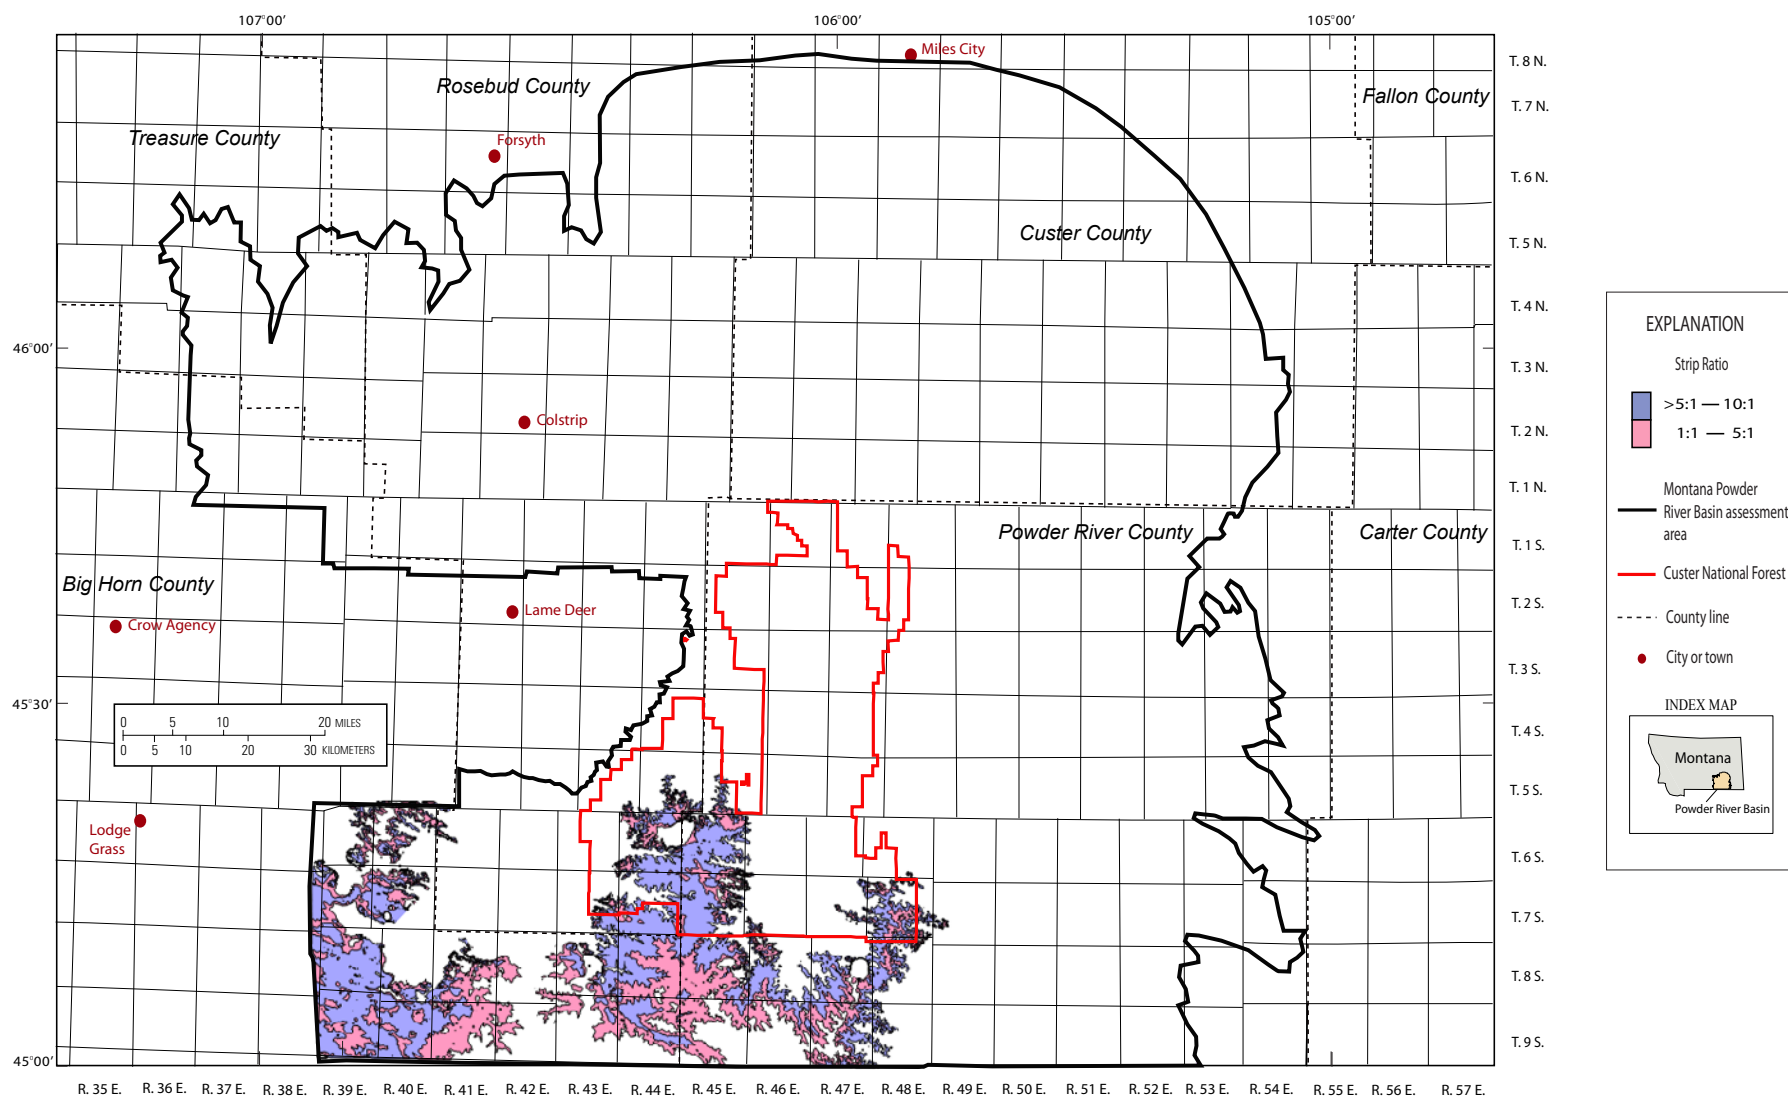 107°00′ 106°00′ 105°00′
Miles City
T. 8 N.
Rosebud County
Fallon County
T. 7 N.
Treasure County
Forsyth
T. 6 N.
Custer County
T. 5 N.
T. 4 N.
46°00′
T. 3 N.
Colstrip
T. 2 N.
T. 1 N.
Powder River County
Carter County
T. 1 S.
Big Horn County
Lame Deer
T. 2 S.
Crow Agency
T. 3 S.
45°30′
0 5 10 20 MILES
0 5 10 20 30 KILOMETERS
T. 4 S.
T. 5 S.
Lodge
Grass
T. 6 S.
T. 7 S.
T. 8 S.
T. 9 S.
45°00′
R. 35 E. R. 36 E. R. 37 E. R. 38 E. R. 39 E. R. 40 E. R. 41 E. R. 42 E. R. 43 E. R. 44 E. R. 45 E. R. 46 E. R. 47 E. R. 48 E. R. 49 E. R. 50 E. R. 51 E. R. 52 E. R. 53 E. R. 54 E. R. 55 E. R. 56 E. R. 57 E.
EXPLANATION
Strip Ratio
>5:1 — 10:1
1:1 — 5:1
Montana Powder
River Basin assessment
area
Custer National Forest
County line
City or town
INDEX MAP
Montana
Powder River Basin